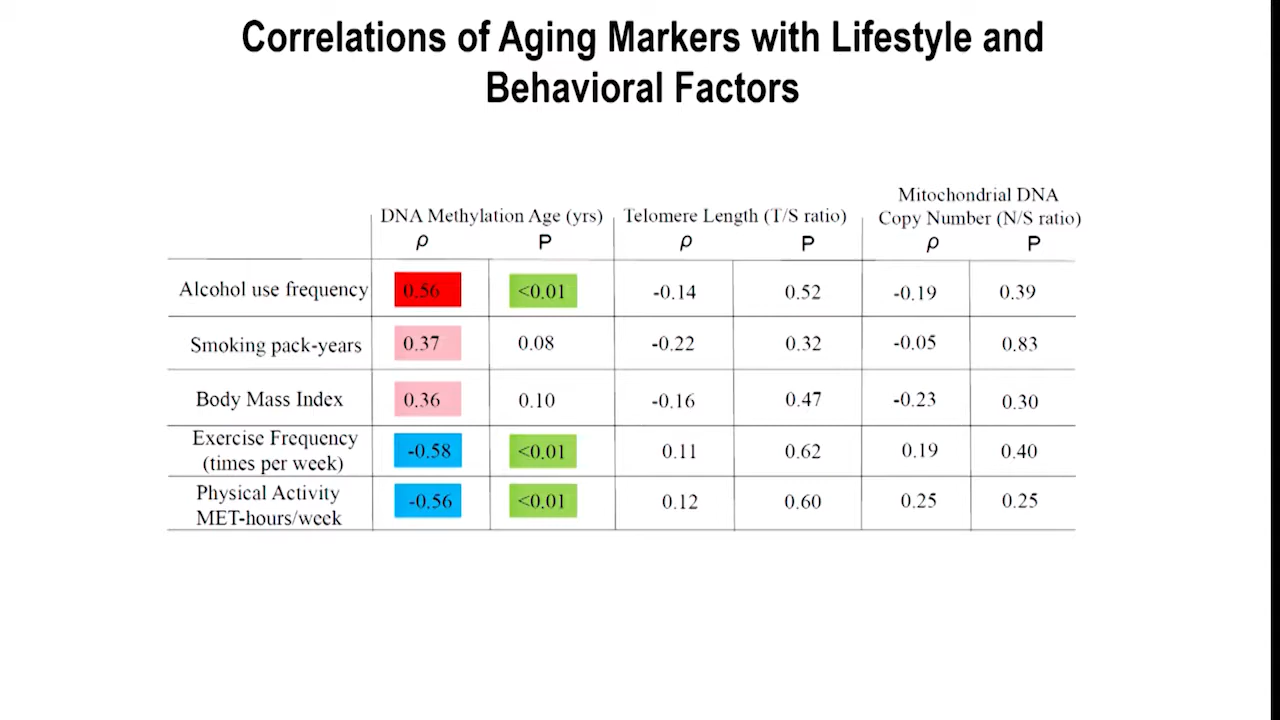 Correlations of Aging Markers with Lifestyle and
Behavioral Factors
Mitochondrial DNA
DNA Methylation Age (yrs) Telomere Length (T/S ratio) Copy Number (N/S ratio)
ρ P ρ P ρ P
Alcohol use frequency 0.56 <0.01 -0.14 0.52 -0.19 0.39
Smoking pack-years 0.37 0.08 -0.22 0.32 -0.05 0.83
Body Mass Index 0.36 0.10 -0.16 0.47 -0.23 0.30
Exercise Frequency
(times per week) -0.58 <0.01 0.11 0.62 0.19 0.40
Physical Activity
MET-hours/week -0.56 <0.01 0.12 0.60 0.25 0.25